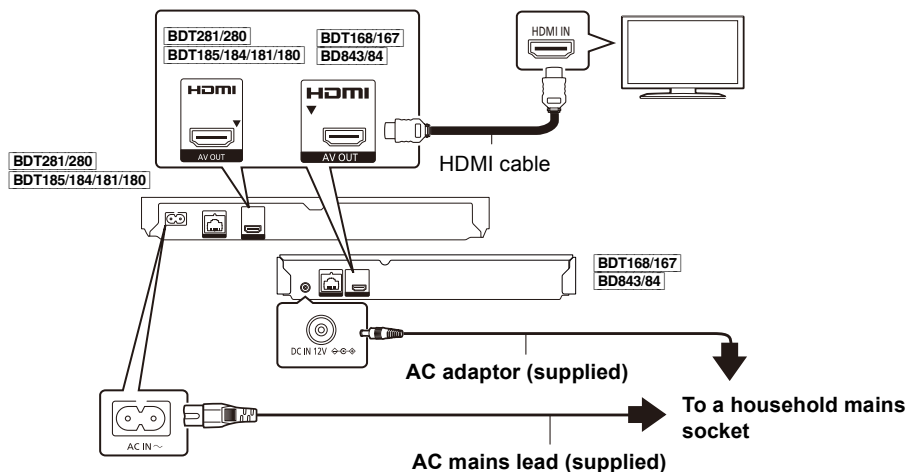 BDT281/280
BDT185/184/181/180
BDT168/167
BD843/84
HDMI
AV OUT
HDMI
AV OUT
HDMI IN
HDMI cable
BDT281/280
BDT185/184/181/180
BDT168/167
BD843/84
DC IN 12V
AC adaptor (supplied)
To a household mains
socket
AC IN ~
AC mains lead (supplied)